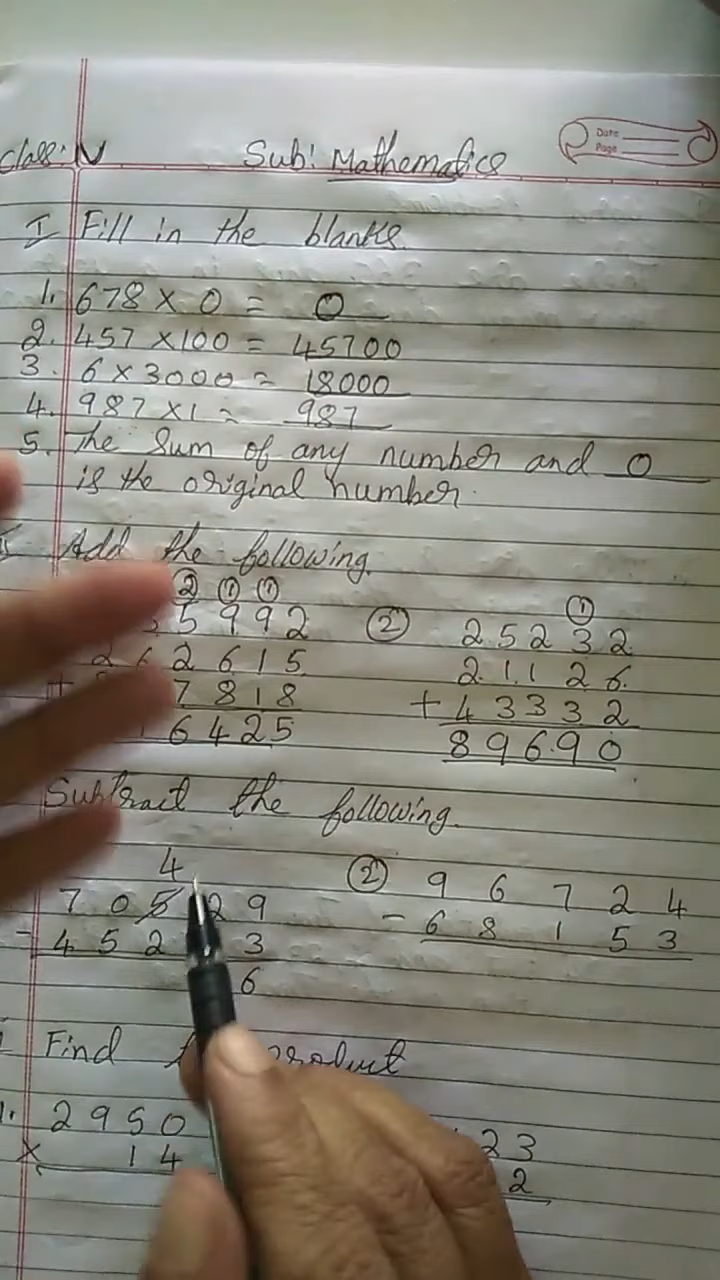 Class: IV Sub: Mathematics
Date
Page
I Fill in the blanks
1. 678 X 0 = 0
2. 457 X 100 = 45700
3. 6 X 3000 = 18000
4. 987 X 1 = 987
5. The Sum of any number and 0
is the original number.
Add the following.
② ① ① ①
5 9 9 2 ② 2 5 2 3 2
2 6 1 5 2 1 1 2 6
7 8 1 8 + 4 3 3 3 2
6 4 2 5 8 9 6 9 0
Subtract the following.
4
7 0 5 2 9 ② 9 6 7 2 4
- 4 5 2 3 - 6 8 1 5 3
6
Find product
1. 2 9 5 0 2 3
X 1 4 2